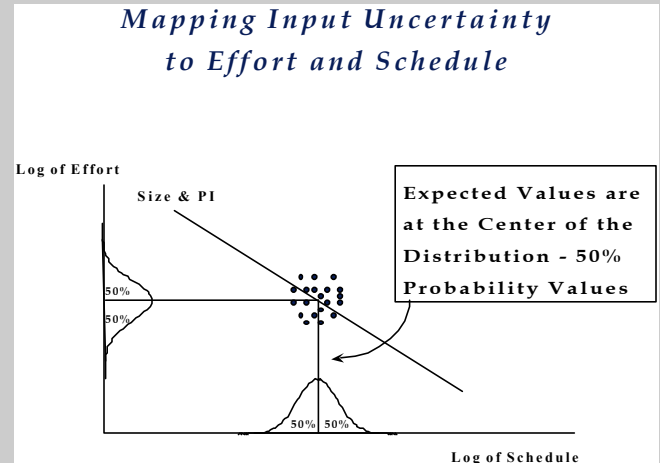 Mapping Input Uncertainty
to Effort and Schedule
Log of Effort
Size & PI
Expected Values are
at the Center of the
Distribution - 50%
Probability Values
50%
50%
50% 50%
Log of Schedule